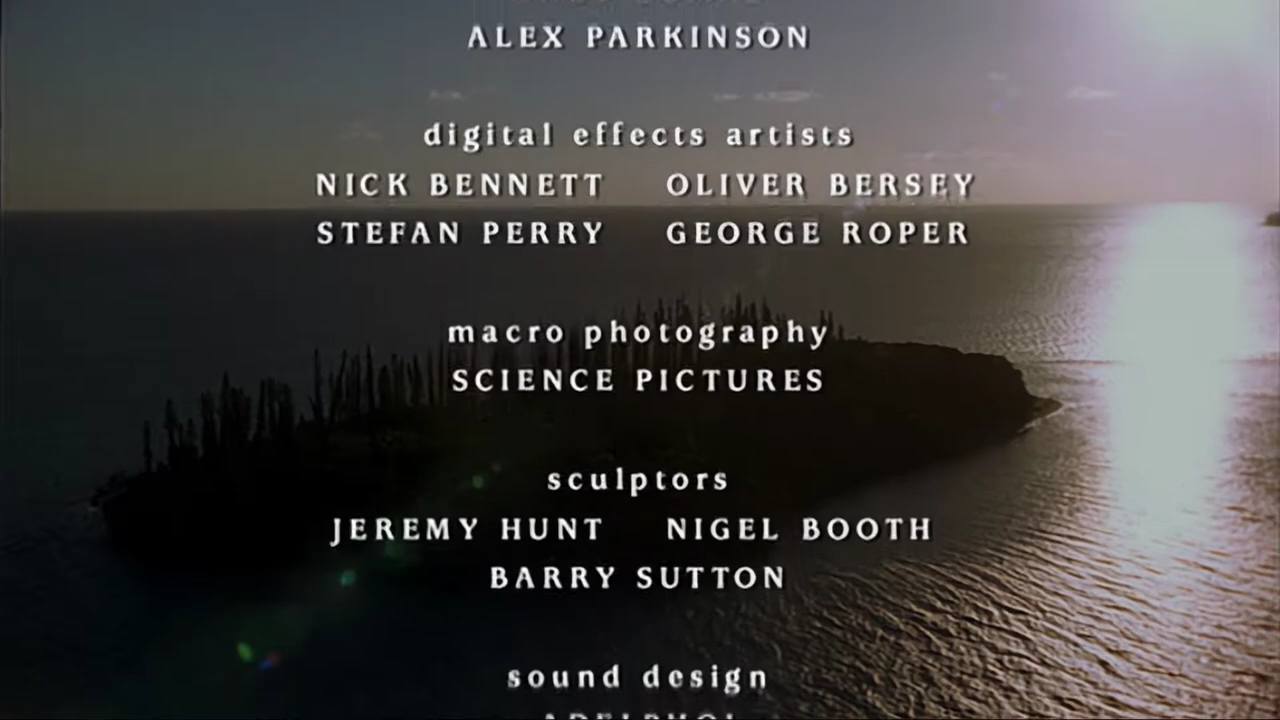 ALEX PARKINSON
digital effects artists
NICK BENNETT OLIVER BERSEY
STEFAN PERRY GEORGE ROPER
macro photography
SCIENCE PICTURES
sculptors
JEREMY HUNT NIGEL BOOTH
BARRY SUTTON
sound design